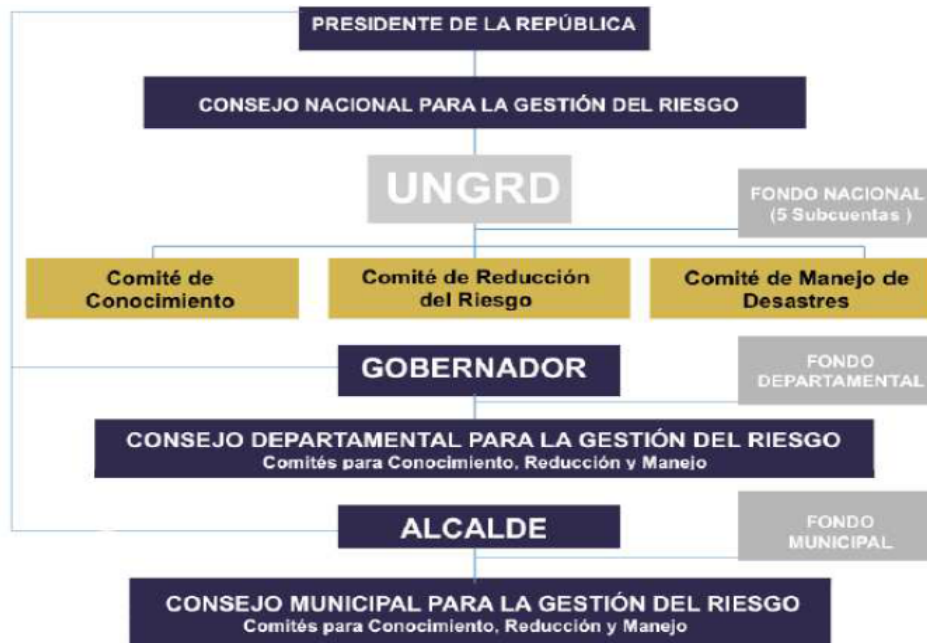 PRESIDENTE DE LA REPÚBLICA
CONSEJO NACIONAL PARA LA GESTIÓN DEL RIESGO
UNGRD
FONDO NACIONAL
(5 Subcuentas )
Comité de
Conocimiento
Comité de Reducción
del Riesgo
Comité de Manejo de
Desastres
GOBERNADOR
FONDO
DEPARTAMENTAL
CONSEJO DEPARTAMENTAL PARA LA GESTIÓN DEL RIESGO
Comités para Conocimiento, Reducción y Manejo
ALCALDE
FONDO
MUNICIPAL
CONSEJO MUNICIPAL PARA LA GESTIÓN DEL RIESGO
Comités para Conocimiento, Reducción y Manejo